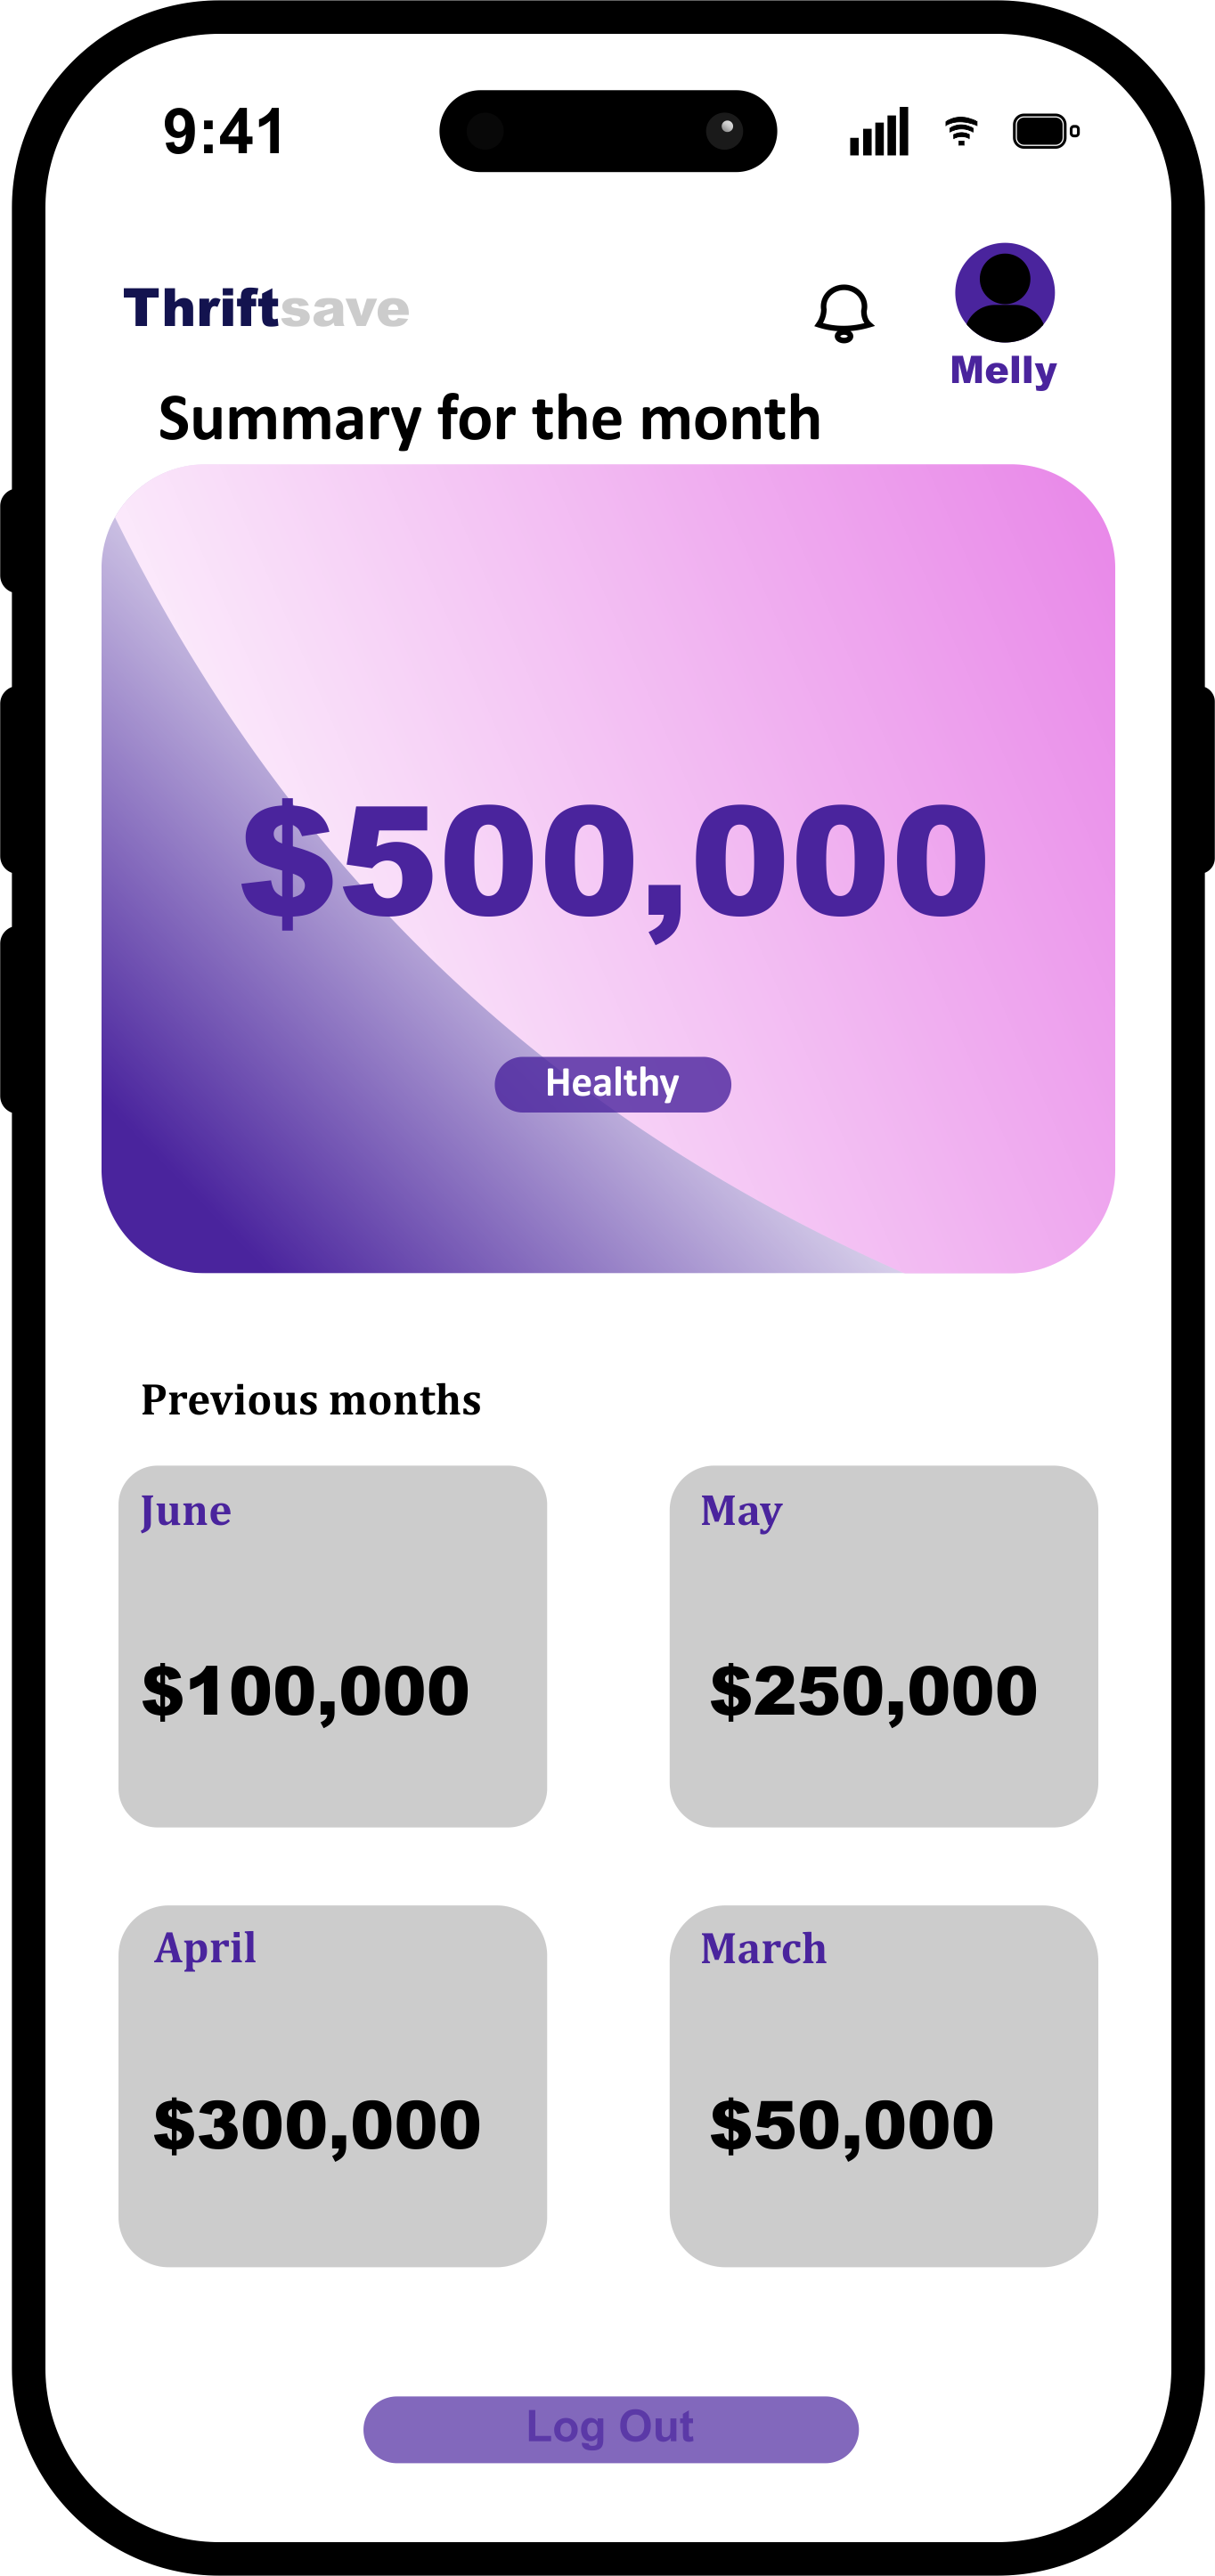 9:41
Thriftsave
Melly
Summary for the month
$500,000
Healthy
Previous months
June
$100,000
May
$250,000
April
$300,000
March
$50,000
Log Out